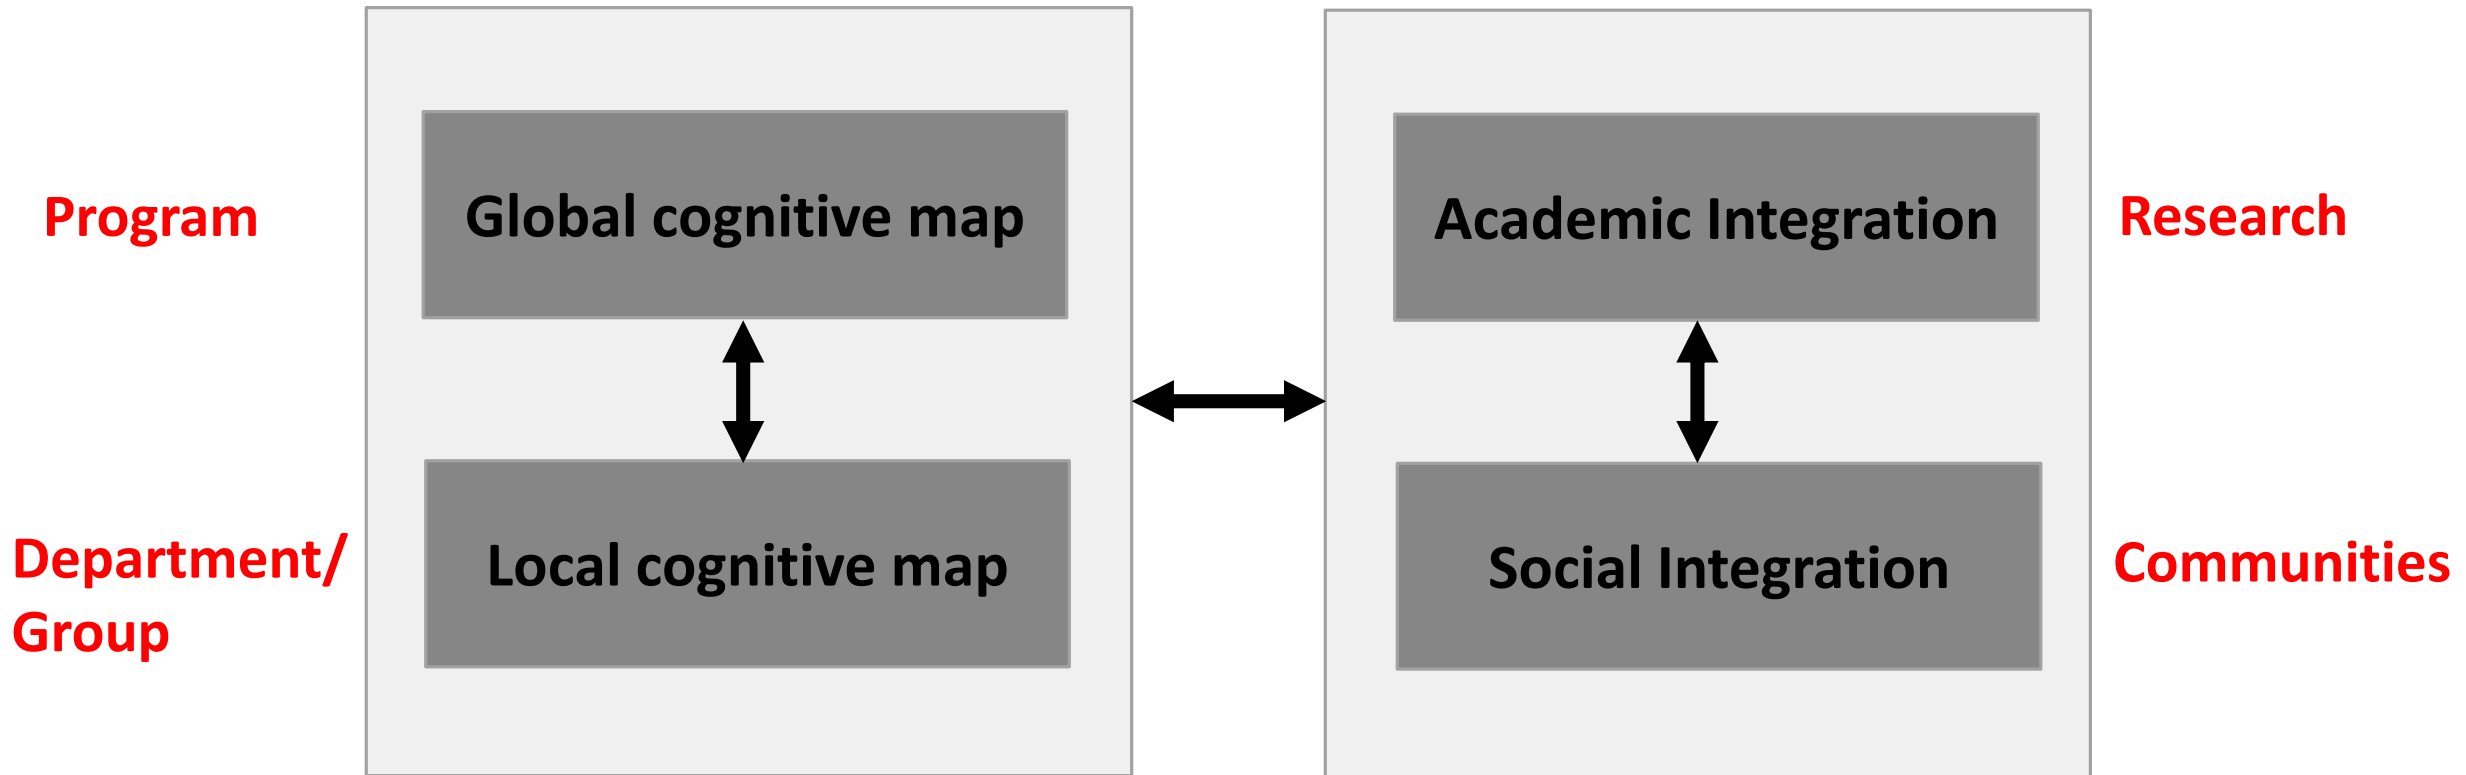 Program
Global cognitive map
Academic Integration
Research
Department/
Group
Local cognitive map
Social Integration
Communities